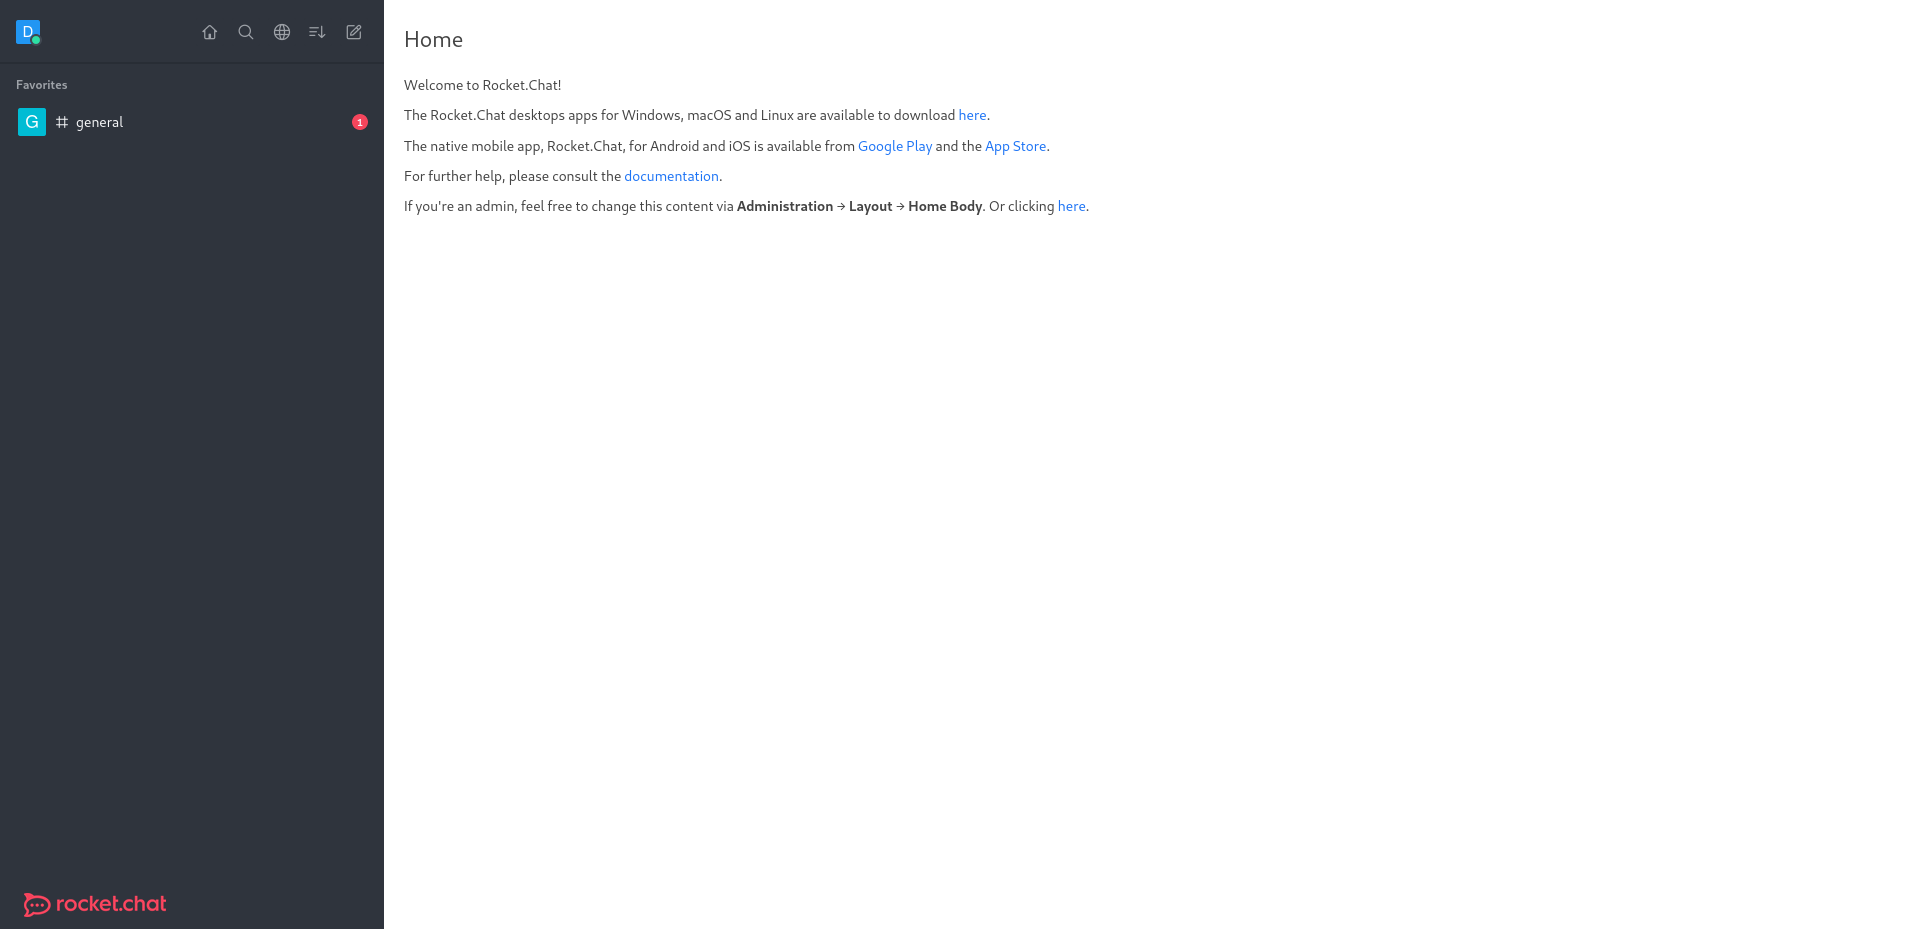 D
Favorites
G general 1
rocket.chat
Home
Welcome to Rocket.Chat!
The Rocket.Chat desktops apps for Windows, macOS and Linux are available to download here.
The native mobile app, Rocket.Chat, for Android and iOS is available from Google Play and the App Store.
For further help, please consult the documentation.
If you're an admin, feel free to change this content via Administration → Layout → Home Body. Or clicking here.